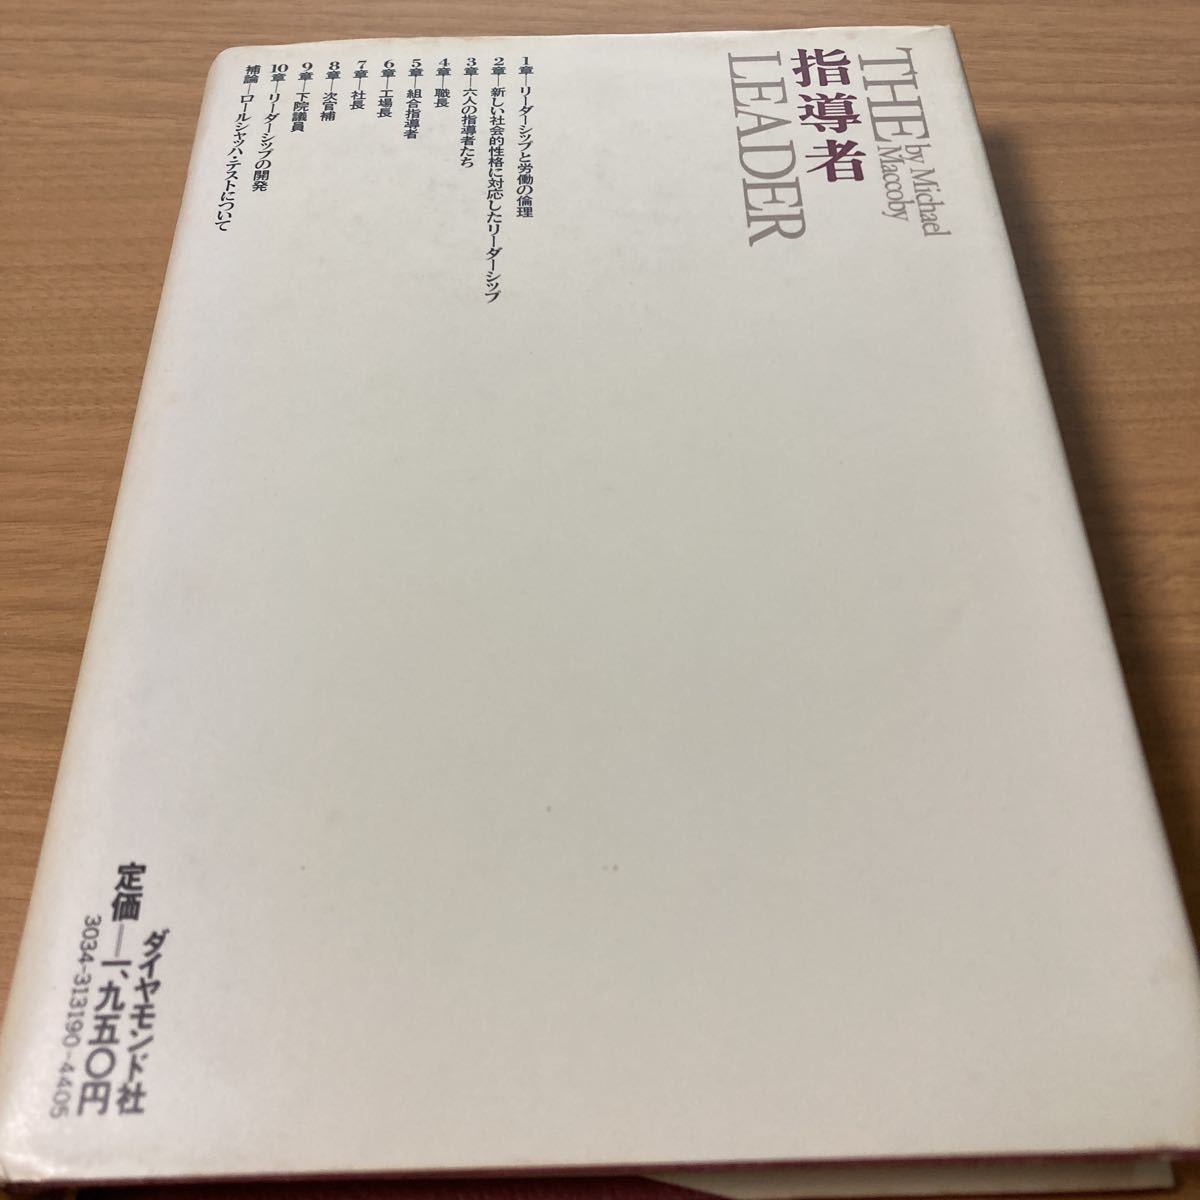 THE
by Michael
Maccoby
指導者
LEADER
1章―リーダーシップと労働の倫理
2章―新しい社会的性格に対応したリーダーシップ
3章―六人の指導者たち
4章―職長
5章―組合指導者
6章―工場長
7章―社長
8章―次官補
9章―下院議員
10章―リーダーシップの開発
補論―ロールシャッハ・テストについて
ダイヤモンド社
定価―一、九五〇円
3034-313190-4405